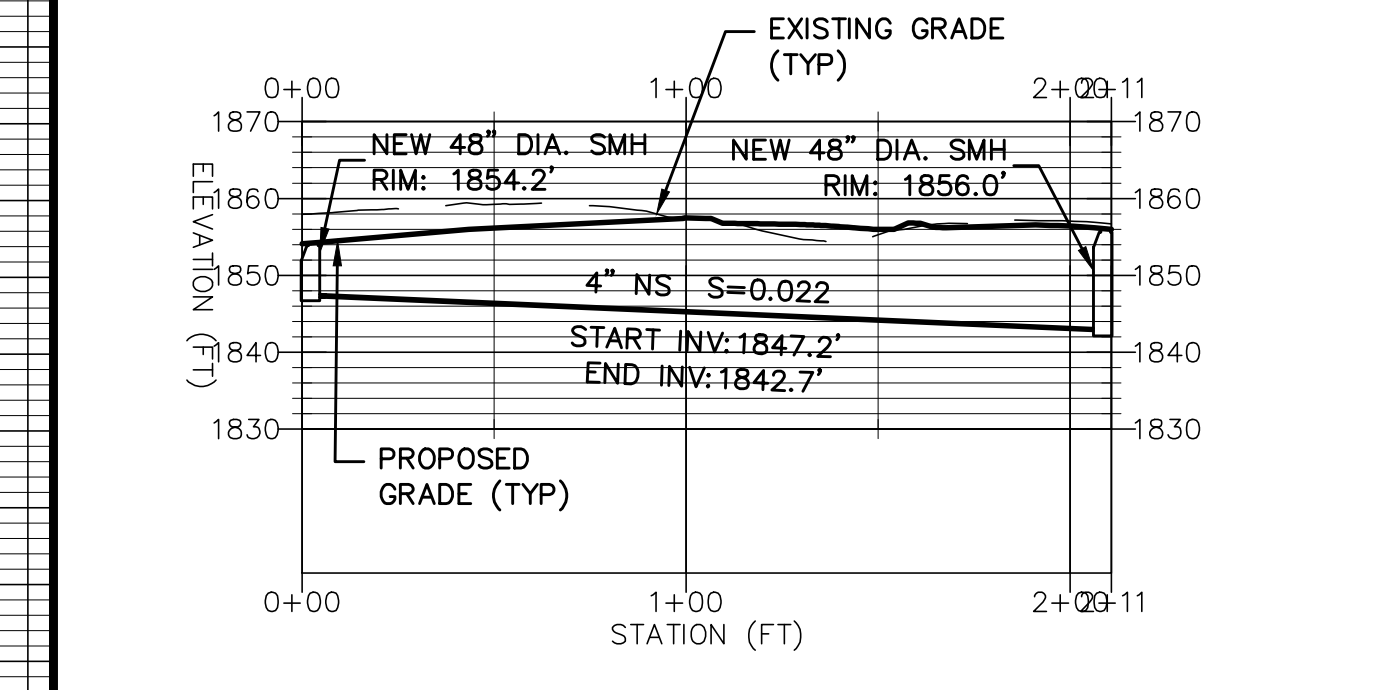 EXISTING GRADE
(TYP)
0+00 1+00 2+00 2+11
1870 1870
NEW 48" DIA. SMH
RIM: 1854.2'
NEW 48" DIA. SMH
RIM: 1856.0'
ELEVATION (FT)
1860 1860
1850 1850
4" NS S=0.022
START INV: 1847.2'
END INV: 1842.7'
1840 1840
1830 1830
PROPOSED
GRADE (TYP)
0+00 1+00 2+00 2+11
STATION (FT)